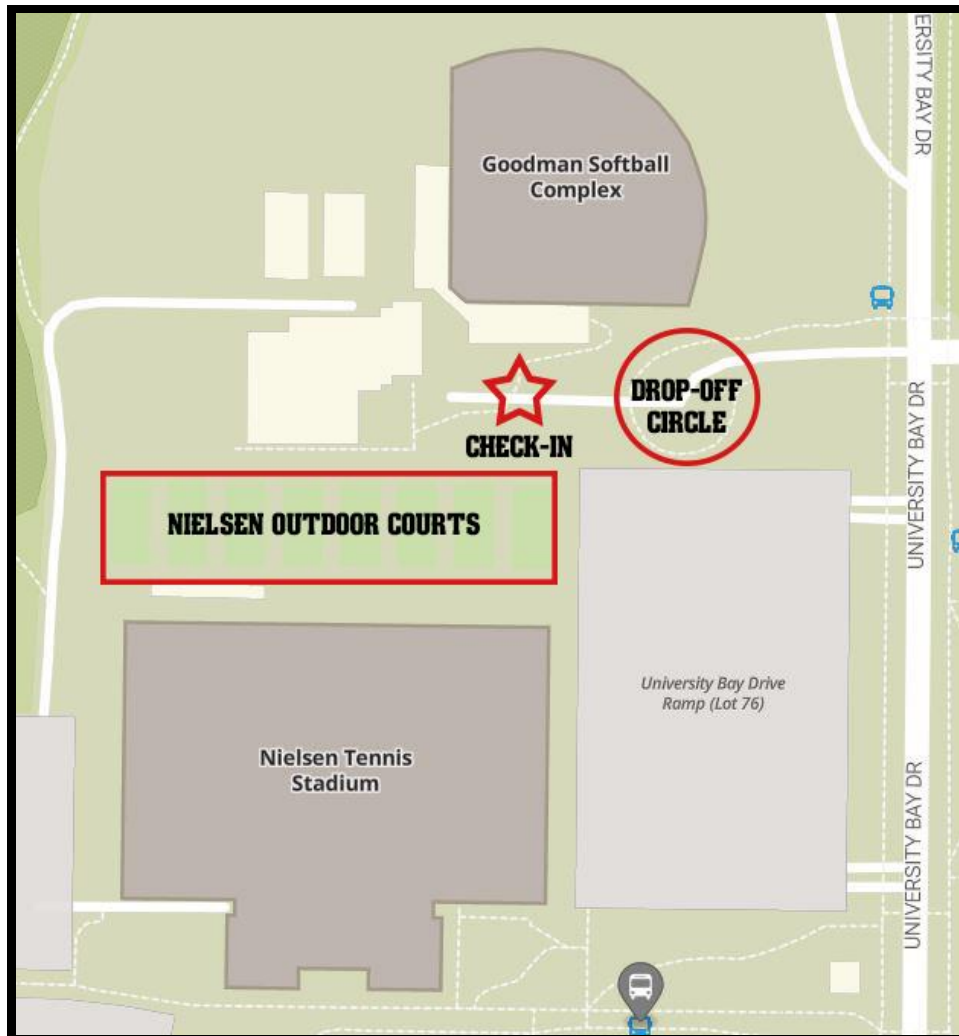 ERSITY BAY DR
Goodman Softball
Complex
DROP-OFF
CIRCLE
CHECK-IN
UNIVERSITY BAY DR
NIELSEN OUTDOOR COURTS
University Bay Drive
Ramp (Lot 76)
Nielsen Tennis
Stadium
UNIVERSITY BAY DR